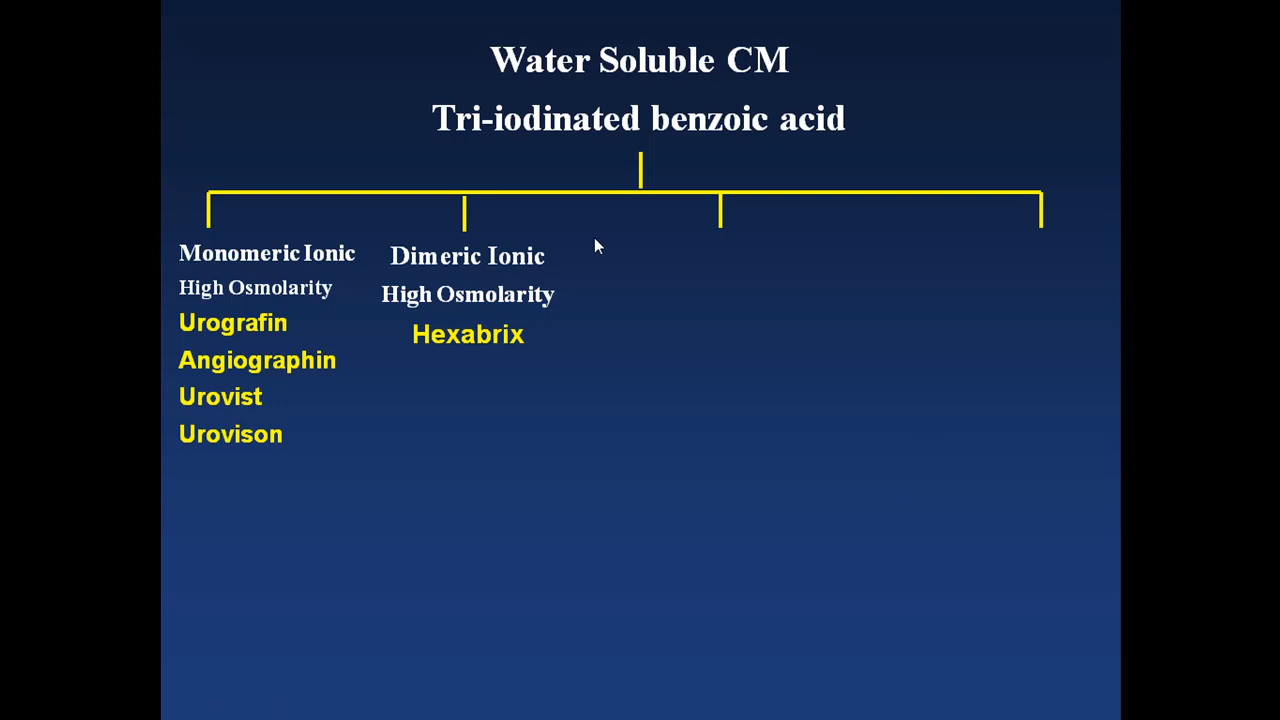 Water Soluble CM
Tri-iodinated benzoic acid
Monomeric Ionic
High Osmolarity
Urografin
Angiographin
Urovist
Urovison
Dimeric Ionic
High Osmolarity
Hexabrix